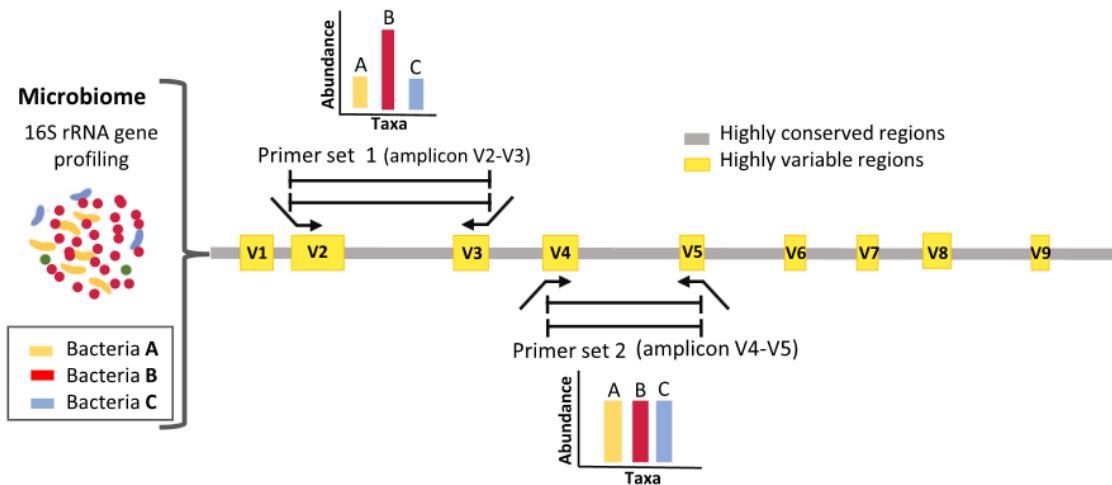 Microbiome
16S rRNA gene
profiling
Bacteria A
Bacteria B
Bacteria C
Abundance
A
B
C
Taxa
Primer set 1 (amplicon V2-V3)
Highly conserved regions
Highly variable regions
V1
V2
V3
V4
V5
V6
V7
V8
V9
Primer set 2 (amplicon V4-V5)
Abundance
A
B
C
Taxa